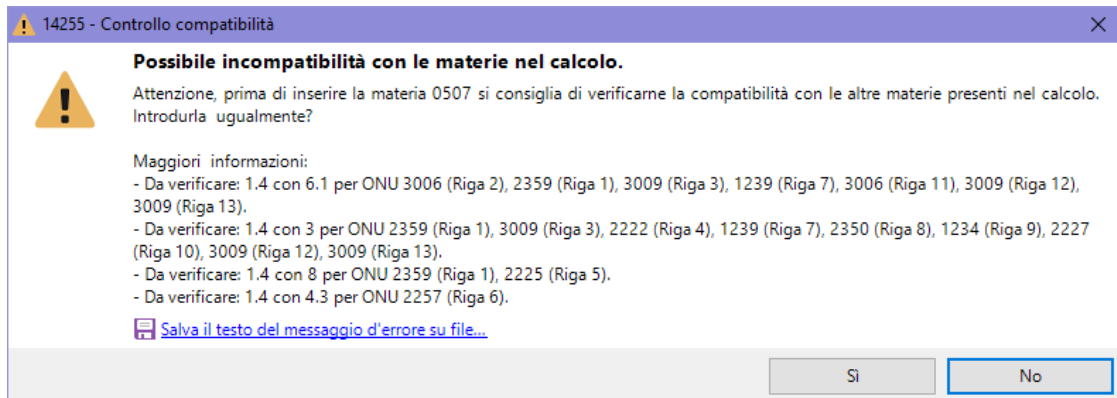 14255 - Controllo compatibilità
Possibile incompatibilità con le materie nel calcolo.
Attenzione, prima di inserire la materia 0507 si consiglia di verificarne la compatibilità con le altre materie presenti nel calcolo.
Introdurla ugualmente?
Maggiori informazioni:
- Da verificare: 1.4 con 6.1 per ONU 3006 (Riga 2), 2359 (Riga 1), 3009 (Riga 3), 1239 (Riga 7), 3006 (Riga 11), 3009 (Riga 12),
3009 (Riga 13).
- Da verificare: 1.4 con 3 per ONU 2359 (Riga 1), 3009 (Riga 3), 2222 (Riga 4), 1239 (Riga 7), 2350 (Riga 8), 1234 (Riga 9), 2227
(Riga 10), 3009 (Riga 12), 3009 (Riga 13).
- Da verificare: 1.4 con 8 per ONU 2359 (Riga 1), 2225 (Riga 5).
- Da verificare: 1.4 con 4.3 per ONU 2257 (Riga 6).
Salva il testo del messaggio d'errore su file...
Sì
No